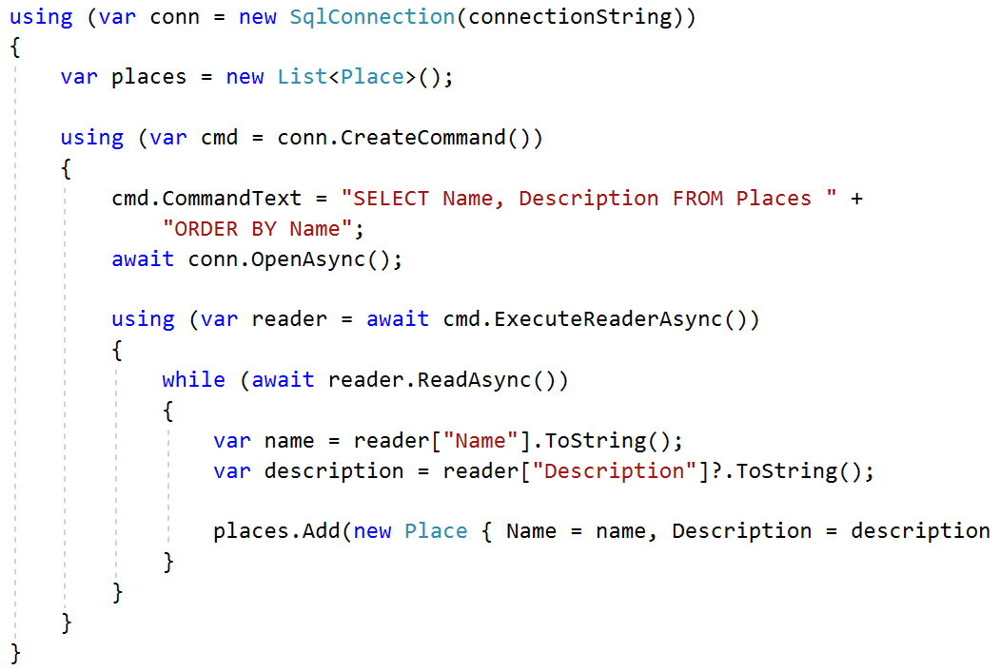 using (var conn = new SqlConnection(connectionString))
{
    var places = new List<Place>();

    using (var cmd = conn.CreateCommand())
    {
        cmd.CommandText = "SELECT Name, Description FROM Places " +
            "ORDER BY Name";
        await conn.OpenAsync();

        using (var reader = await cmd.ExecuteReaderAsync())
        {
            while (await reader.ReadAsync())
            {
                var name = reader["Name"].ToString();
                var description = reader["Description"]?.ToString();

                places.Add(new Place { Name = name, Description = description
            }
        }
    }
}